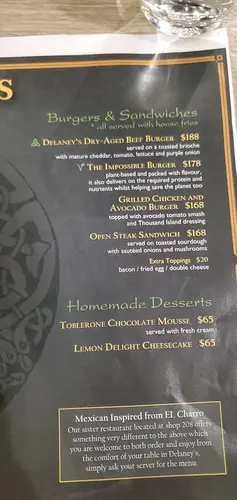 S
Burgers & Sandwiches
* all served with house fries
Delaney's Dry-Aged Beef Burger $188
served on a toasted brioche
with mature cheddar, tomato, lettuce and purple onion
The Impossible Burger $178
plant-based and packed with flavour,
it also delivers on the required protein and
nutrients whilst helping save the planet too
Grilled Chicken and
Avocado Burger $168
topped with avocado tomato smash
and Thousand Island dressing
Open Steak Sandwich $168
served on toasted sourdough
with sautéed onions and mushrooms
Extra Toppings $20
bacon / fried egg / double cheese
Homemade Desserts
Toblerone Chocolate Mousse $65
served with fresh cream
Lemon Delight Cheesecake $65
Mexican Inspired from El Charro
Our sister restaurant located at shop 208 offers
something very different to the above which
you are welcome to both order and enjoy from
the comfort of your table in Delaney's,
simply ask your server for the menu.